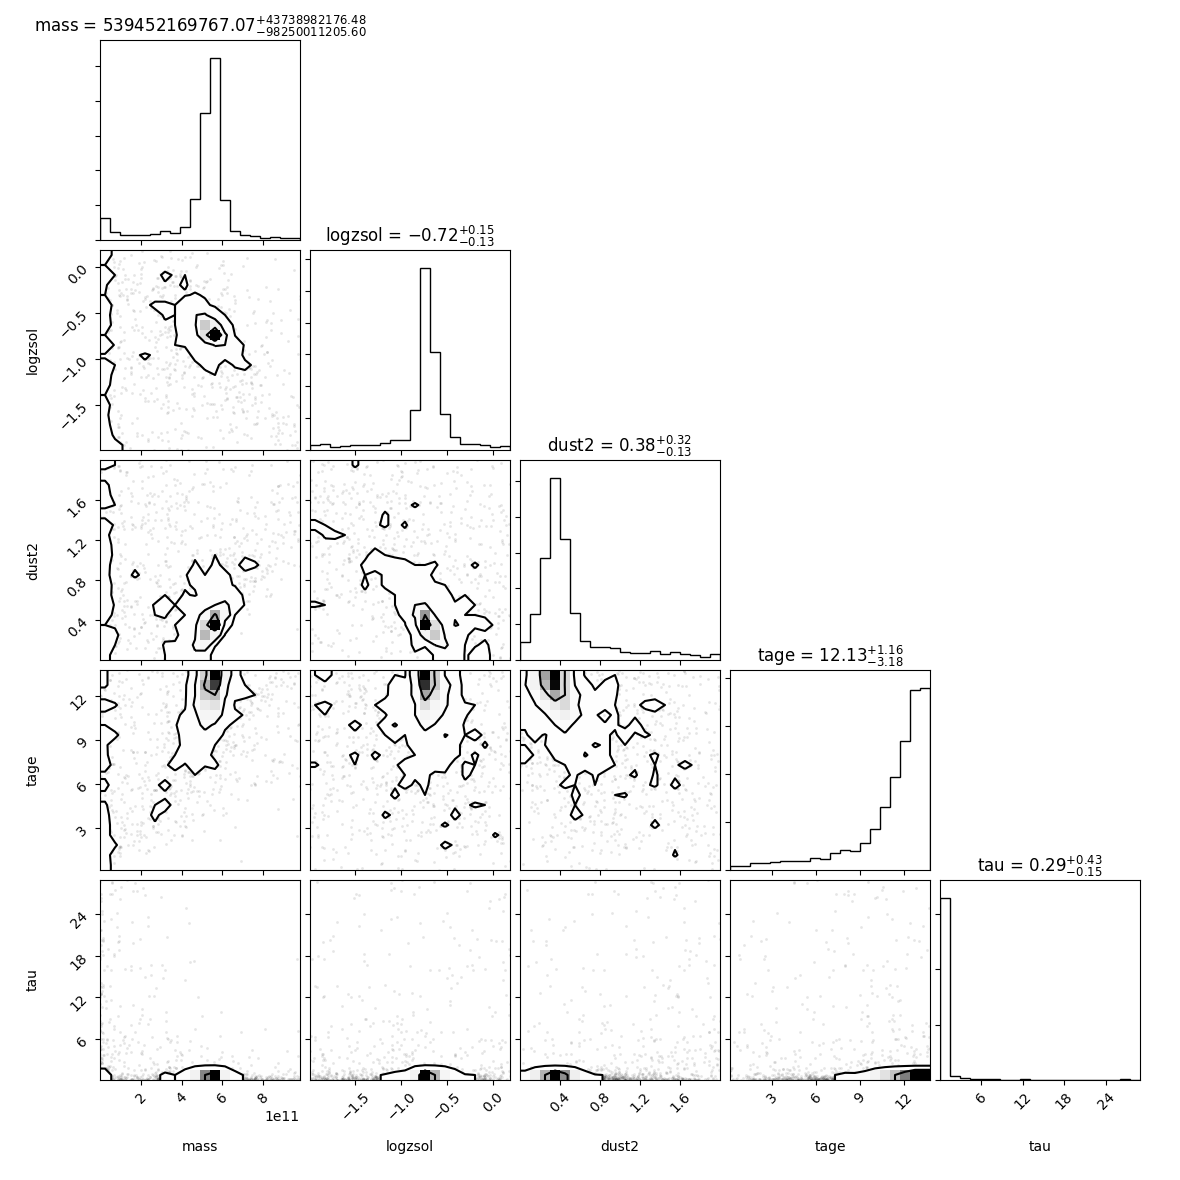 mass = 539452169767.07+43738982176.48−98250011205.60
logzsol = −0.72+0.15−0.13
logzsol
0.0
−0.5
−1.0
−1.5
dust2 = 0.38+0.32−0.13
dust2
1.6
1.2
0.8
0.4
tage = 12.13+1.16−3.18
tage
12
9
6
3
tau = 0.29+0.43−0.15
tau
24
18
12
6
2 4 6 8 −1.5 −1.0 −0.5 0.0 0.4 0.8 1.2 1.6 3 6 9 12 6 12 18 24
1e11
mass logzsol dust2 tage tau